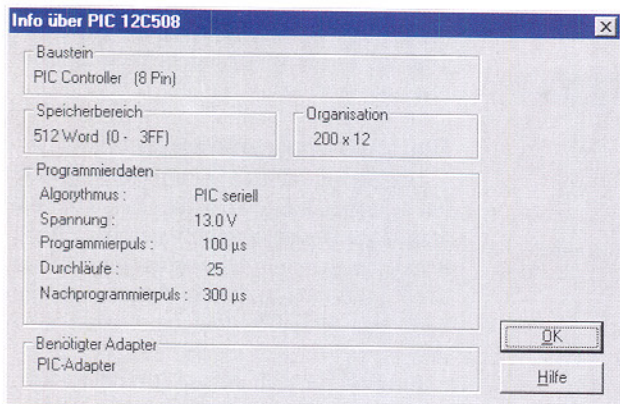 Info über PIC 12C508
Baustein
PIC Controller (8 Pin)
Speicherbereich
512 Word (0 - 3FF)
Organisation
200 x 12
Programmierdaten
Algorythmus : PIC seriell
Spannung : 13.0 V
Programmierpuls : 100 µs
Durchläufe : 25
Nachprogrammierpuls : 300 µs
Benötigter Adapter
PIC-Adapter
OK
Hilfe